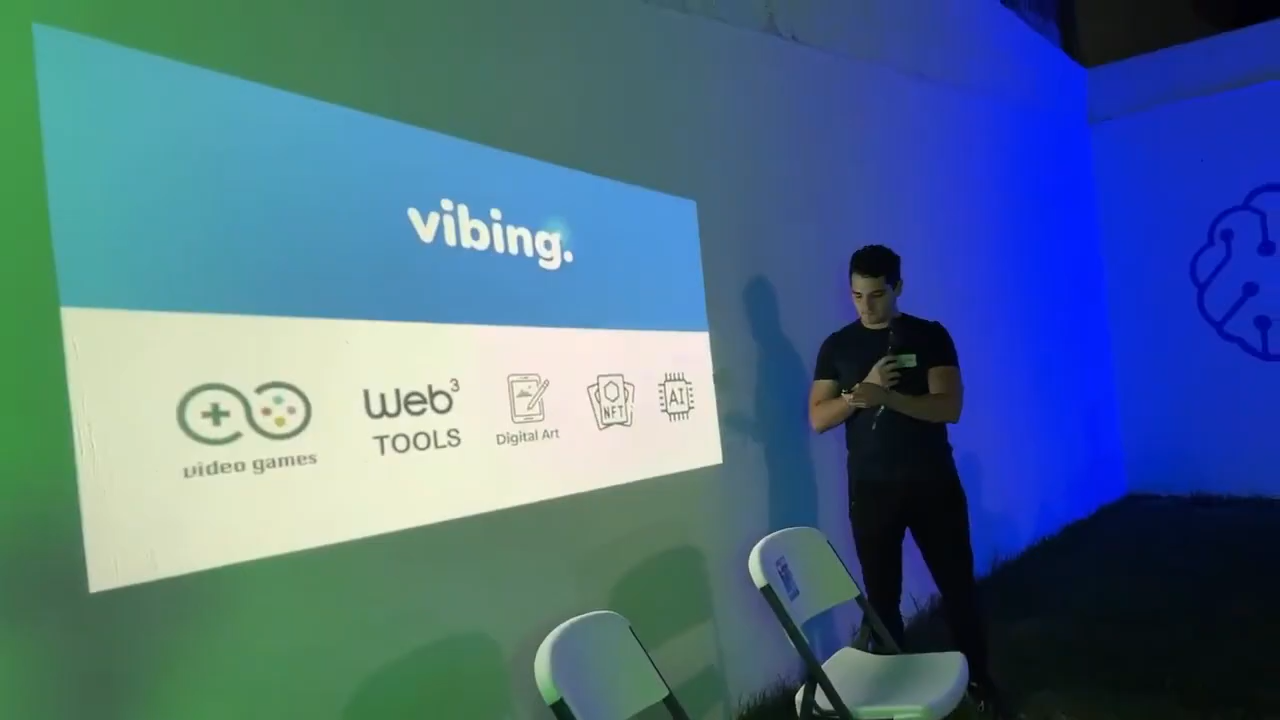 vibing.
video games
Web³
TOOLS
Digital Art
NFT
AI